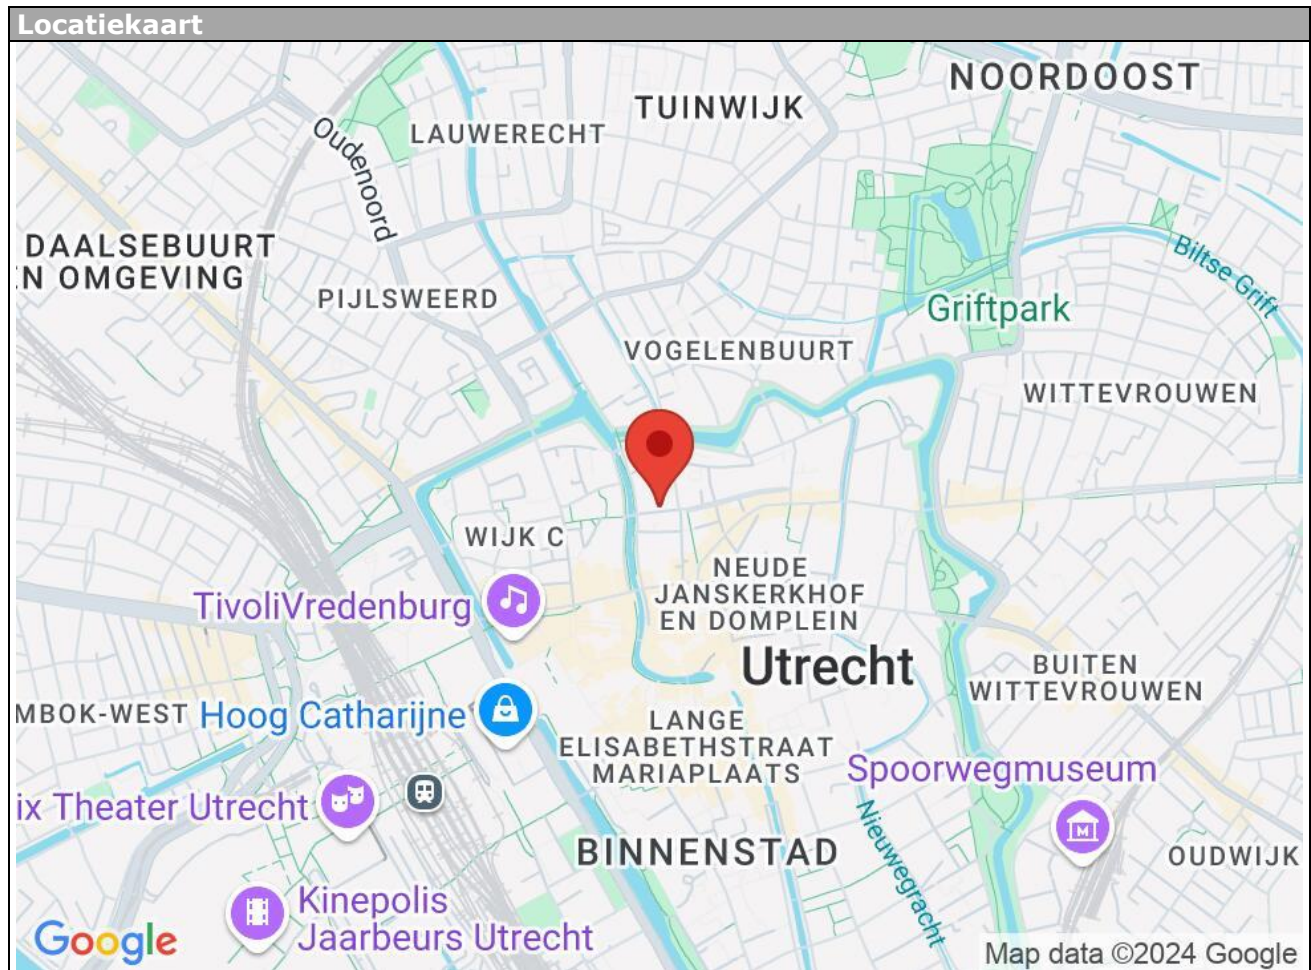 Locatiekaart
NOORDOOST
TUINWIJK
LAUWERECHT
Oudenoord
DAALSEBUURT
EN OMGEVING
Biltse Grift
PIJLSWEERD
Griftpark
VOGELENBUURT
WITTEVROUWEN
WIJK C
NEUDE
JANSKERKHOF
EN DOMPLEIN
TivoliVredenburg
Utrecht
BUITEN
WITTEVROUWEN
MBOK-WEST
Hoog Catharijne
LANGE
ELISABETHSTRAAT
MARIAPLAATS
Spoorwegmuseum
ix Theater Utrecht
Nieuwegracht
BINNENSTAD
M
OUDWIJK
Kinepolis
Jaarbeurs Utrecht
Google
Map data ©2024 Google